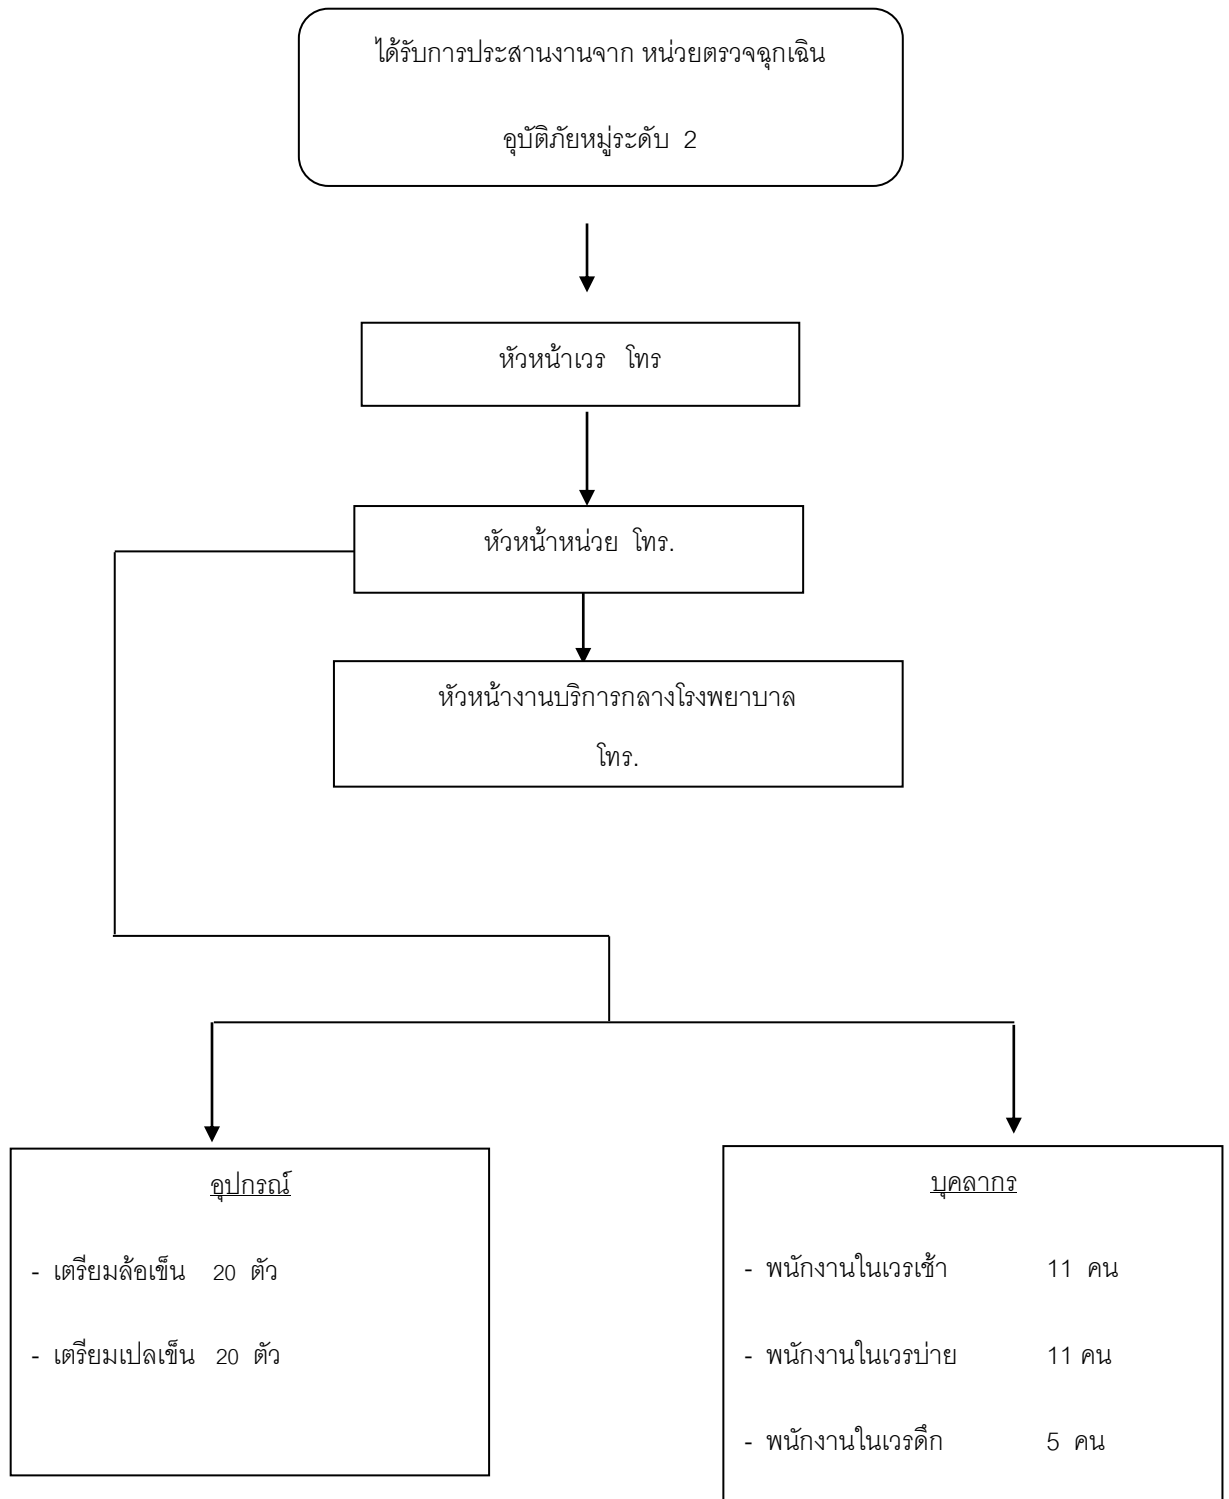 ได้รับการประสานงานจาก หน่วยตรวจฉุกเฉิน
อุบัติภัยหมู่ระดับ 2
หัวหน้าเวร โทร
หัวหน้าหน่วย โทร.
หัวหน้างานบริการกลางโรงพยาบาล
โทร.
อุปกรณ์
- เตรียมล้อเข็น 20 ตัว
- เตรียมเปลเข็น 20 ตัว
บุคลากร
- พนักงานในเวรเช้า 11 คน
- พนักงานในเวรบ่าย 11 คน
- พนักงานในเวรดึก 5 คน